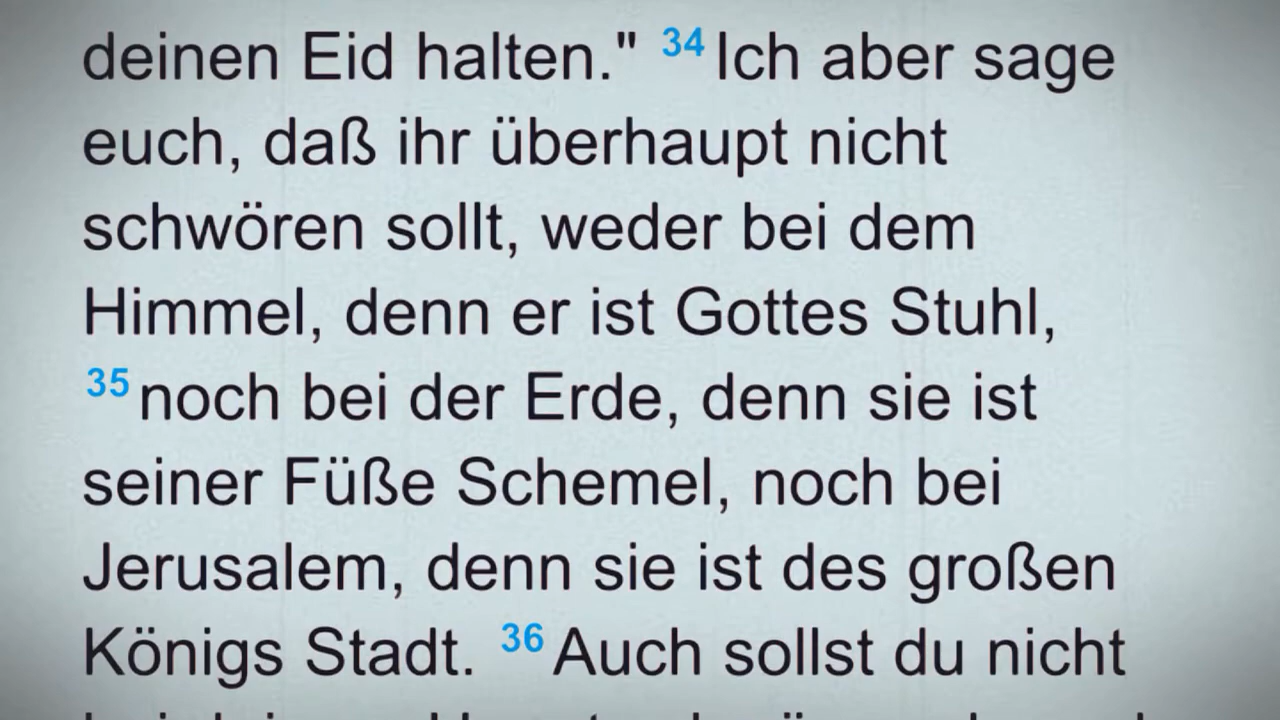 deinen Eid halten." 34 Ich aber sage
euch, daß ihr überhaupt nicht
schwören sollt, weder bei dem
Himmel, denn er ist Gottes Stuhl,
35 noch bei der Erde, denn sie ist
seiner Füße Schemel, noch bei
Jerusalem, denn sie ist des großen
Königs Stadt. 36 Auch sollst du nicht